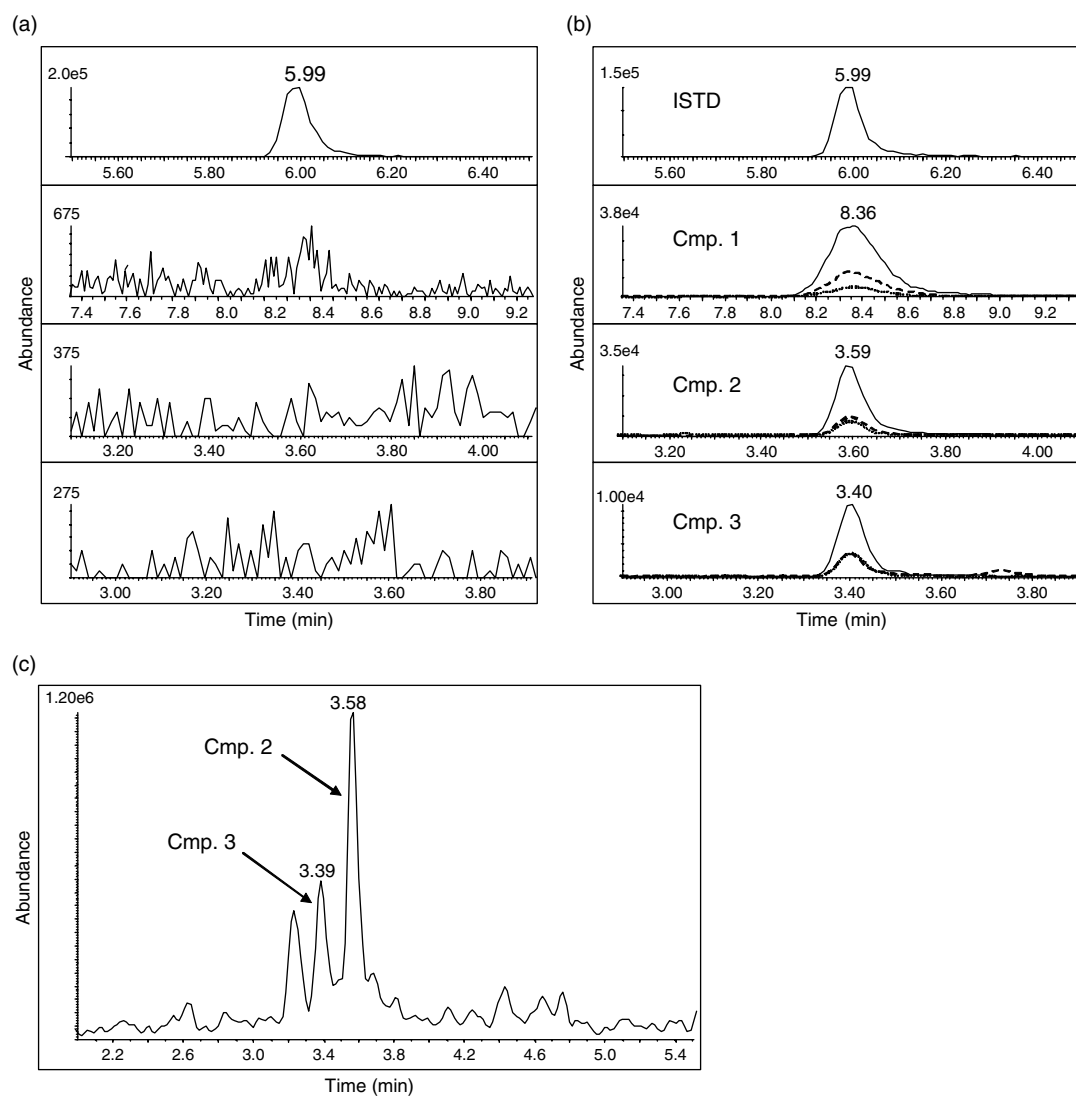 (a)
2.0e5
5.99
5.60 5.80 6.00 6.20 6.40
675
7.4 7.6 7.8 8.0 8.2 8.4 8.6 8.8 9.0 9.2
375
3.20 3.40 3.60 3.80 4.00
275
3.00 3.20 3.40 3.60 3.80
Abundance
Time (min)
(b)
1.5e5
ISTD
5.99
5.60 5.80 6.00 6.20 6.40
3.8e4
Cmp. 1
8.36
7.4 7.6 7.8 8.0 8.2 8.4 8.6 8.8 9.0 9.2
3.5e4
Cmp. 2
3.59
3.20 3.40 3.60 3.80 4.00
1.00e4
Cmp. 3
3.40
3.00 3.20 3.40 3.60 3.80
Abundance
Time (min)
(c)
1.20e6
3.58
Cmp. 2
Cmp. 3
3.39
2.2 2.6 3.0 3.4 3.8 4.2 4.6 5.0 5.4
Abundance
Time (min)